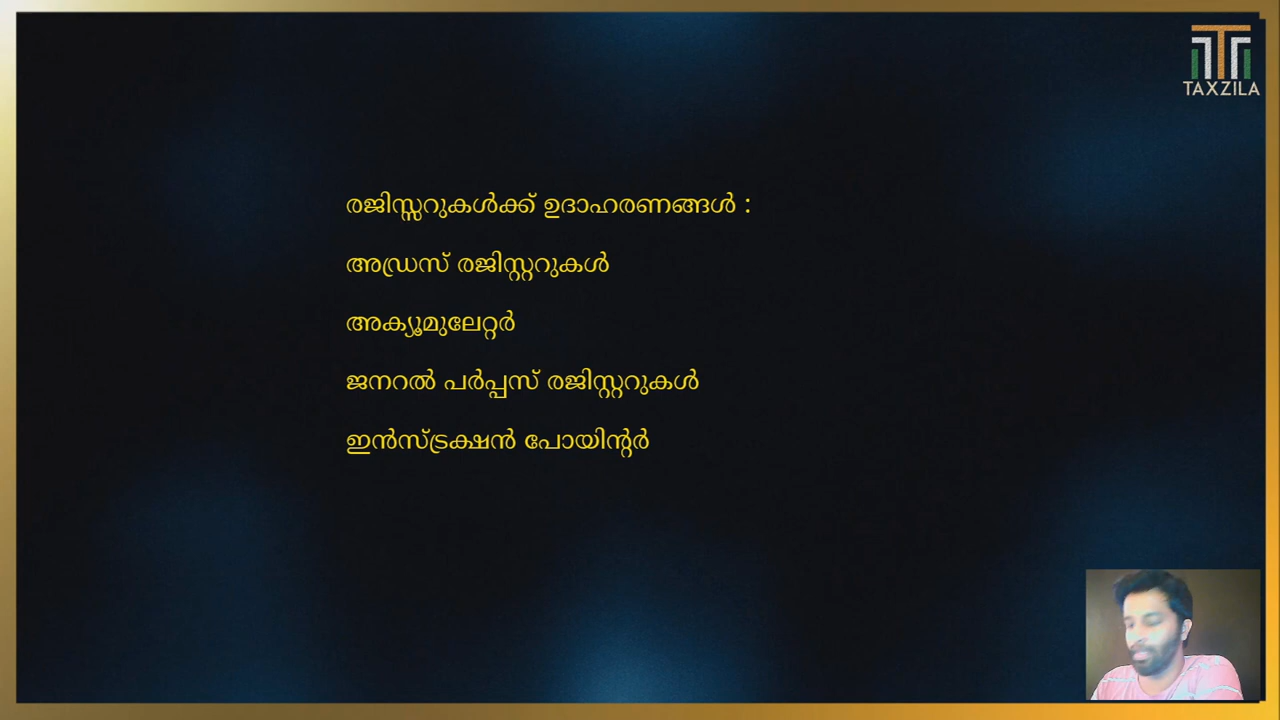 TAXZILA
രജിസ്സറുകൾക്ക് ഉദാഹരണങ്ങൾ :
അഡ്രസ് രജിസ്റ്ററുകൾ
അക്യൂമുലേറ്റർ
ജനറൽ പർപ്പസ് രജിസ്റ്ററുകൾ
ഇൻസ്ട്രക്ഷൻ പോയിന്റർ